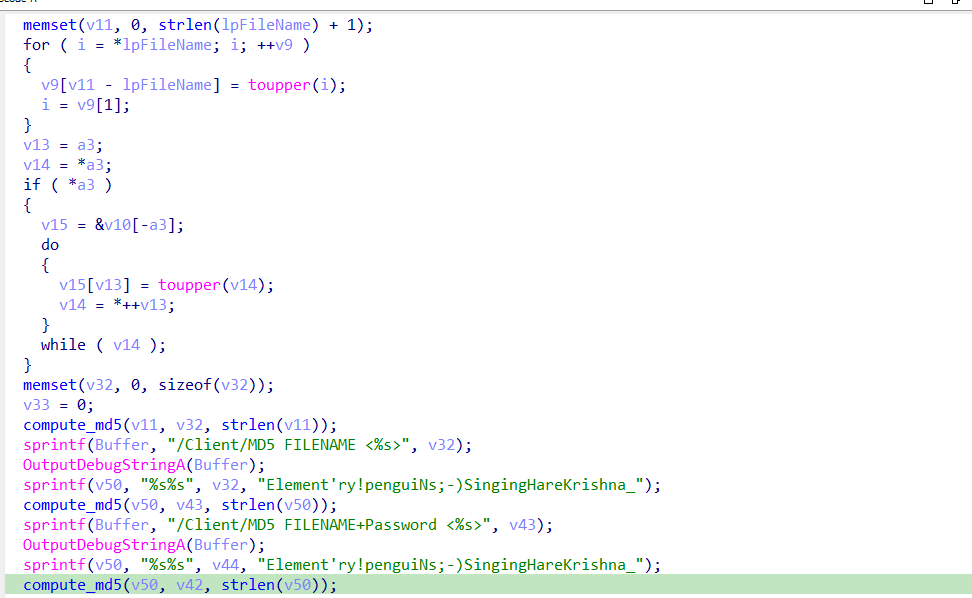 memset(v11, 0, strlen(lpFileName) + 1);
for ( i = *lpFileName; i; ++v9 )
{
v9[v11 - lpFileName] = toupper(i);
i = v9[1];
}
v13 = a3;
v14 = *a3;
if ( *a3 )
{
v15 = &v10[-a3];
do
{
v15[v13] = toupper(v14);
v14 = *++v13;
}
while ( v14 );
}
memset(v32, 0, sizeof(v32));
v33 = 0;
compute_md5(v11, v32, strlen(v11));
sprintf(Buffer, "/Client/MD5 FILENAME <%s>", v32);
OutputDebugStringA(Buffer);
sprintf(v50, "%s%s", v32, "Element'ry!penguiNs;-)SingingHareKrishna_");
compute_md5(v50, v43, strlen(v50));
sprintf(Buffer, "/Client/MD5 FILENAME+Password <%s>", v43);
OutputDebugStringA(Buffer);
sprintf(v50, "%s%s", v44, "Element'ry!penguiNs;-)SingingHareKrishna_");
compute_md5(v50, v42, strlen(v50));